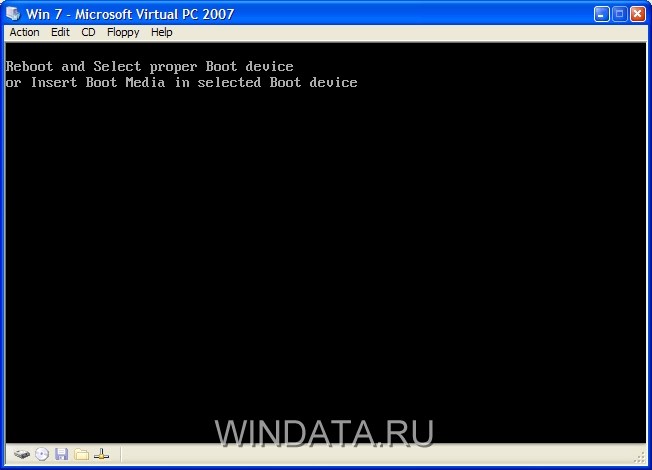 Win 7 - Microsoft Virtual PC 2007
Action Edit CD Floppy Help
Reboot and Select proper Boot device
or Insert Boot Media in selected Boot device
WINDATA.RU